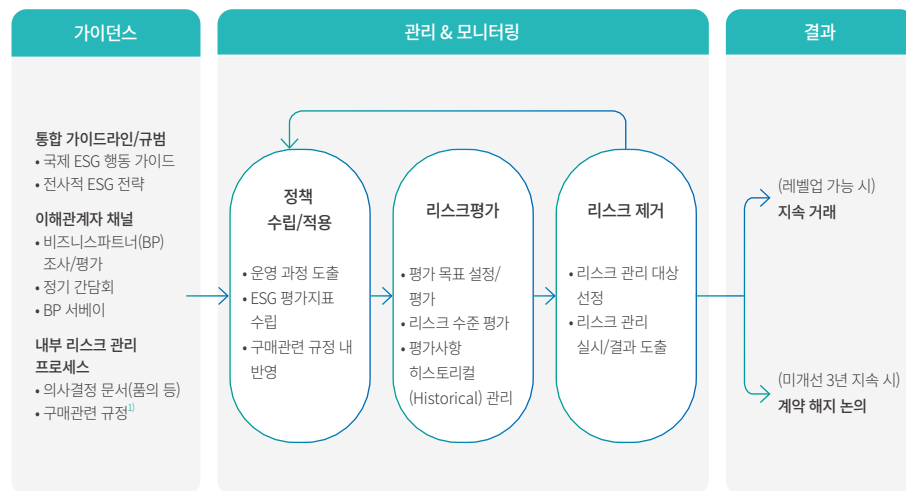 가이던스
통합 가이드라인/규범
• 국제 ESG 행동 가이드
• 전사적 ESG 전략
이해관계자 채널
• 비즈니스파트너(BP)
조사/평가
• 정기 간담회
• BP 서베이
내부 리스크 관리
프로세스
• 의사결정 문서(품의 등)
• 구매관련 규정1)
관리 & 모니터링
정책
수립/적용
• 운영 과정 도출
• ESG 평가지표
수립
• 구매관련 규정 내
반영
리스크평가
• 평가 목표 설정/
평가
• 리스크 수준 평가
• 평가사항
히스토리컬
(Historical) 관리
리스크 제거
• 리스크 관리 대상
선정
• 리스크 관리
실시/결과 도출
결과
(레벨업 가능 시)
지속 거래
(미개선 3년 지속 시)
계약 해지 논의